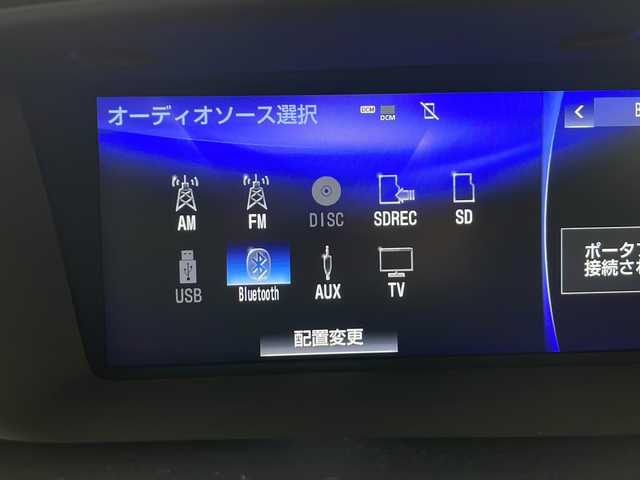 オーディオソース選択
DCM
DCM
AM
FM
DISC
SDREC
SD
USB
Bluetooth
AUX
TV
配置変更
<
ポータ
接続さ